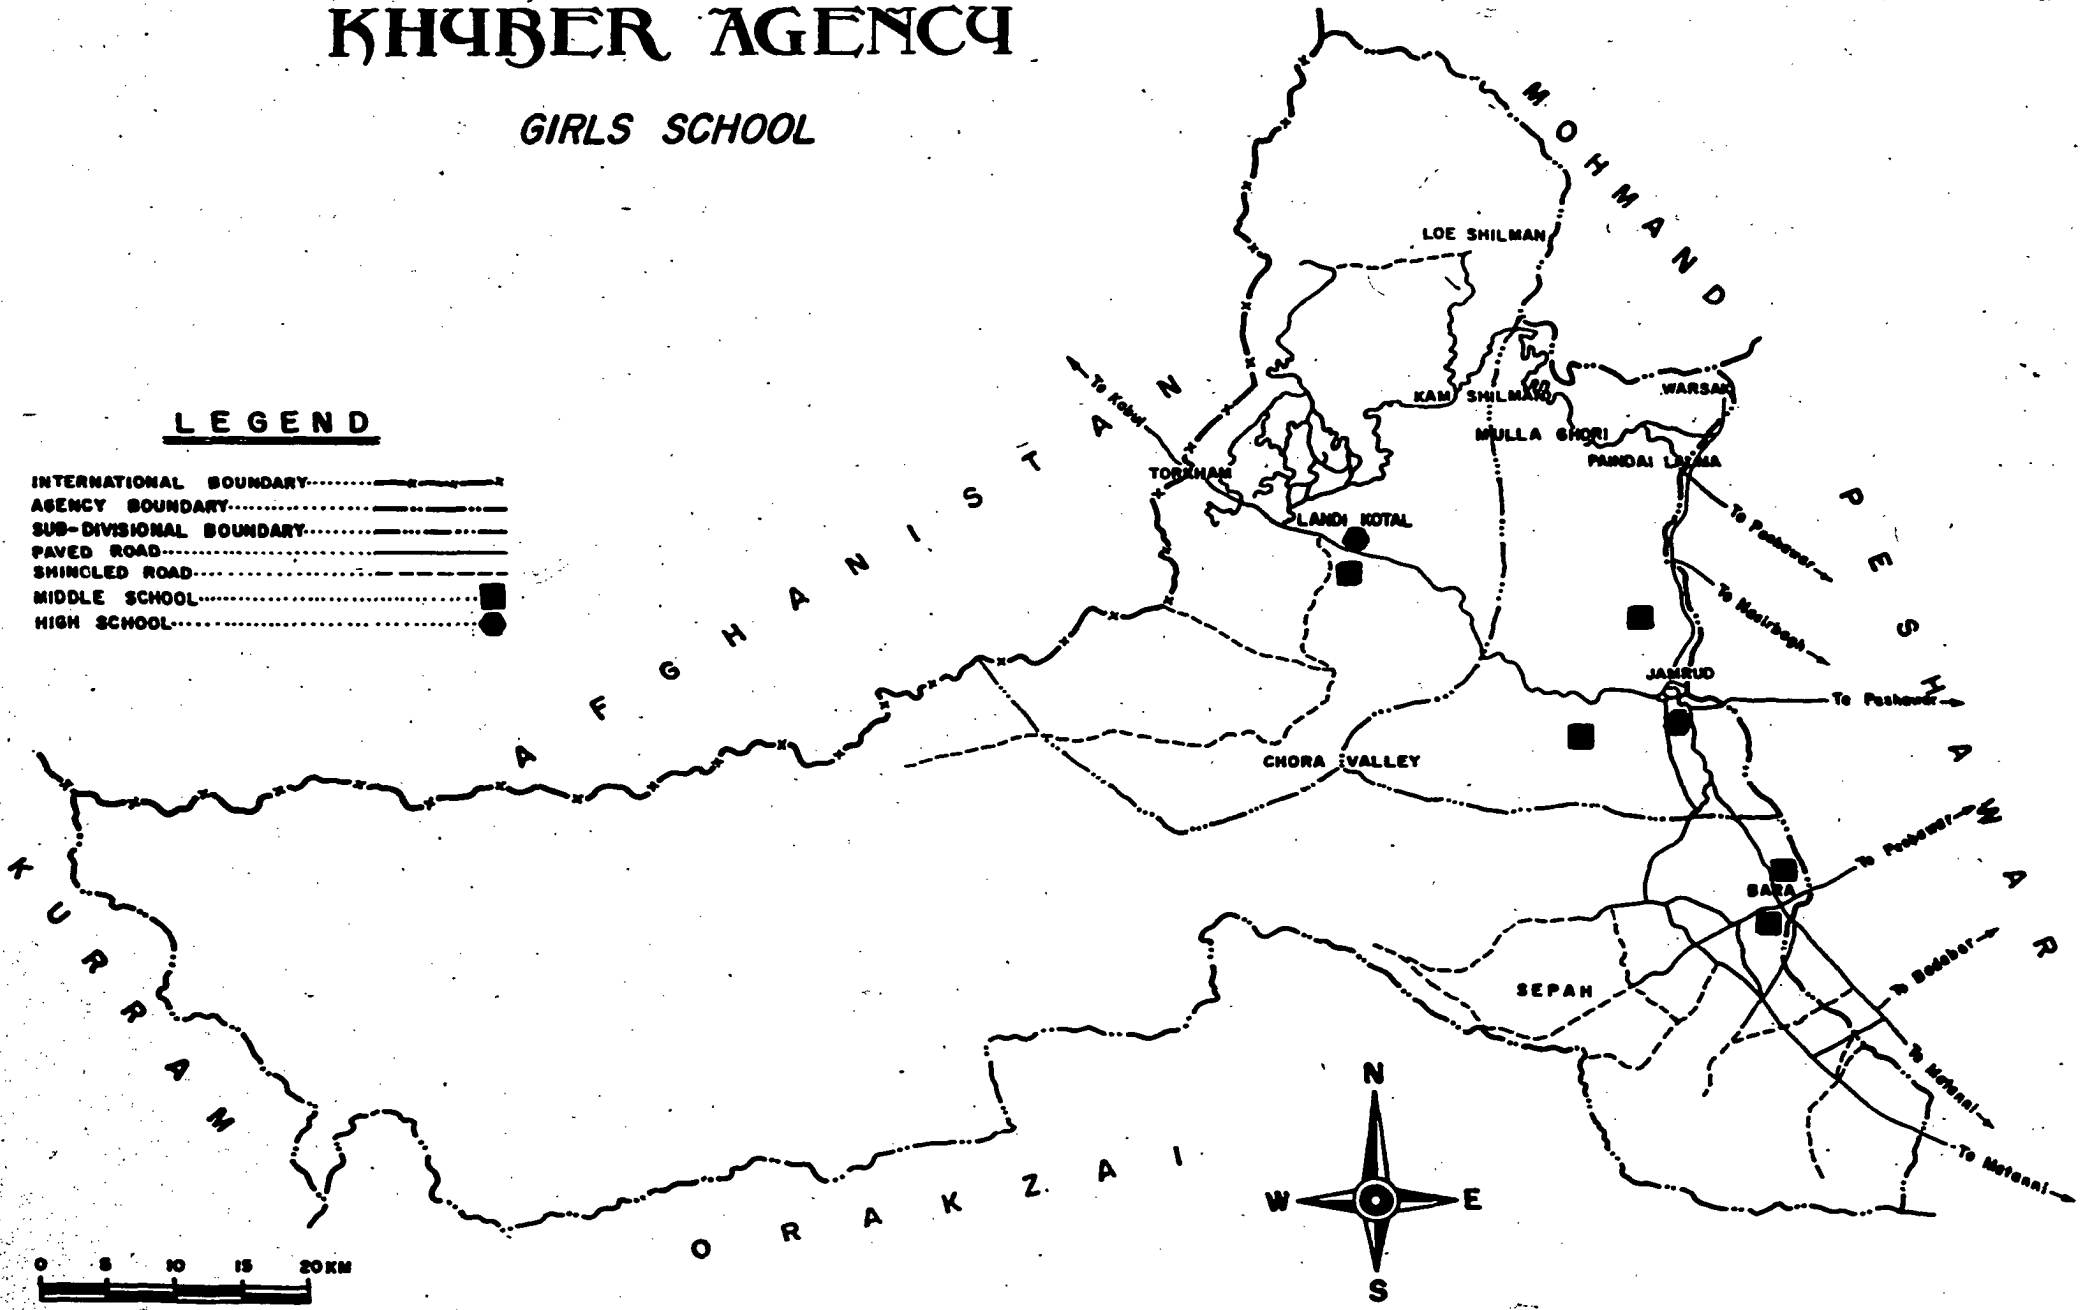 KHYBER AGENCY
GIRLS SCHOOL
LEGEND
INTERNATIONAL BOUNDARY
AGENCY BOUNDARY
SUB-DIVISIONAL BOUNDARY
PAVED ROAD
SHINGLED ROAD
MIDDLE SCHOOL
HIGH SCHOOL
MOHMAND
LOE SHILMAN
To Kabul
WARSAK
KAM SHILMAN
MULLA GHORI
PAINDAI LALMA
TORKHAM
LANDI KOTAL
To Peshawar
To Nasirbagh
AFGHANISTAN
PESHAWAR
JAMRUD
To Peshawar
CHORA VALLEY
To Peshawar
BARA
KURRAM
To Badaber
SEPAH
To Matanni
To Matanni
ORAKZAI
N
W
E
S
0 5 10 15 20 KM